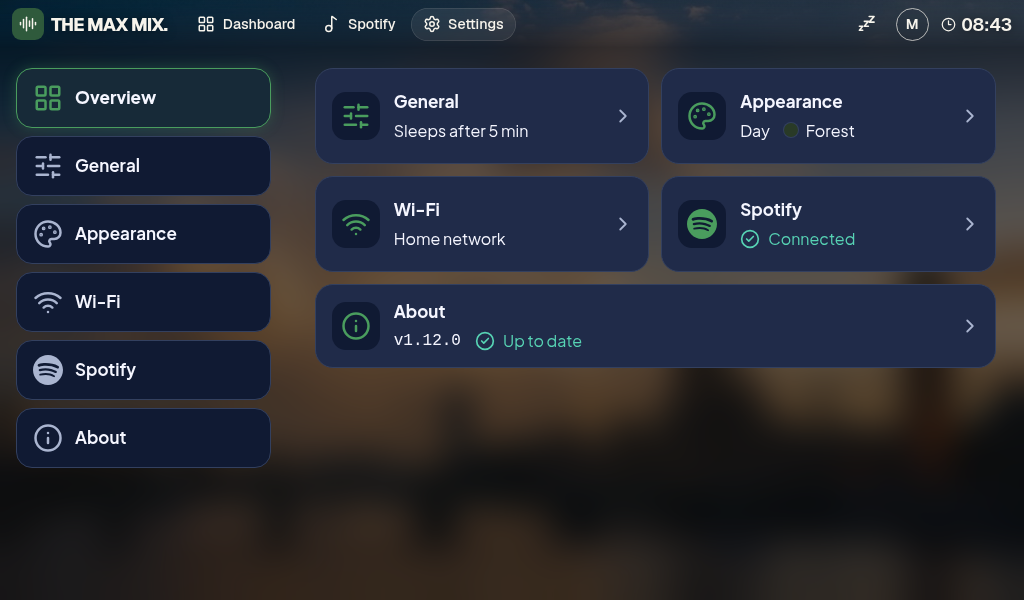 THE MAX MIX.
Dashboard
Spotify
Settings
M
08:43
Overview
General
Appearance
Wi-Fi
Spotify
About
General
Sleeps after 5 min
Appearance
Day Forest
Wi-Fi
Home network
Spotify
Connected
About
v1.12.0 Up to date